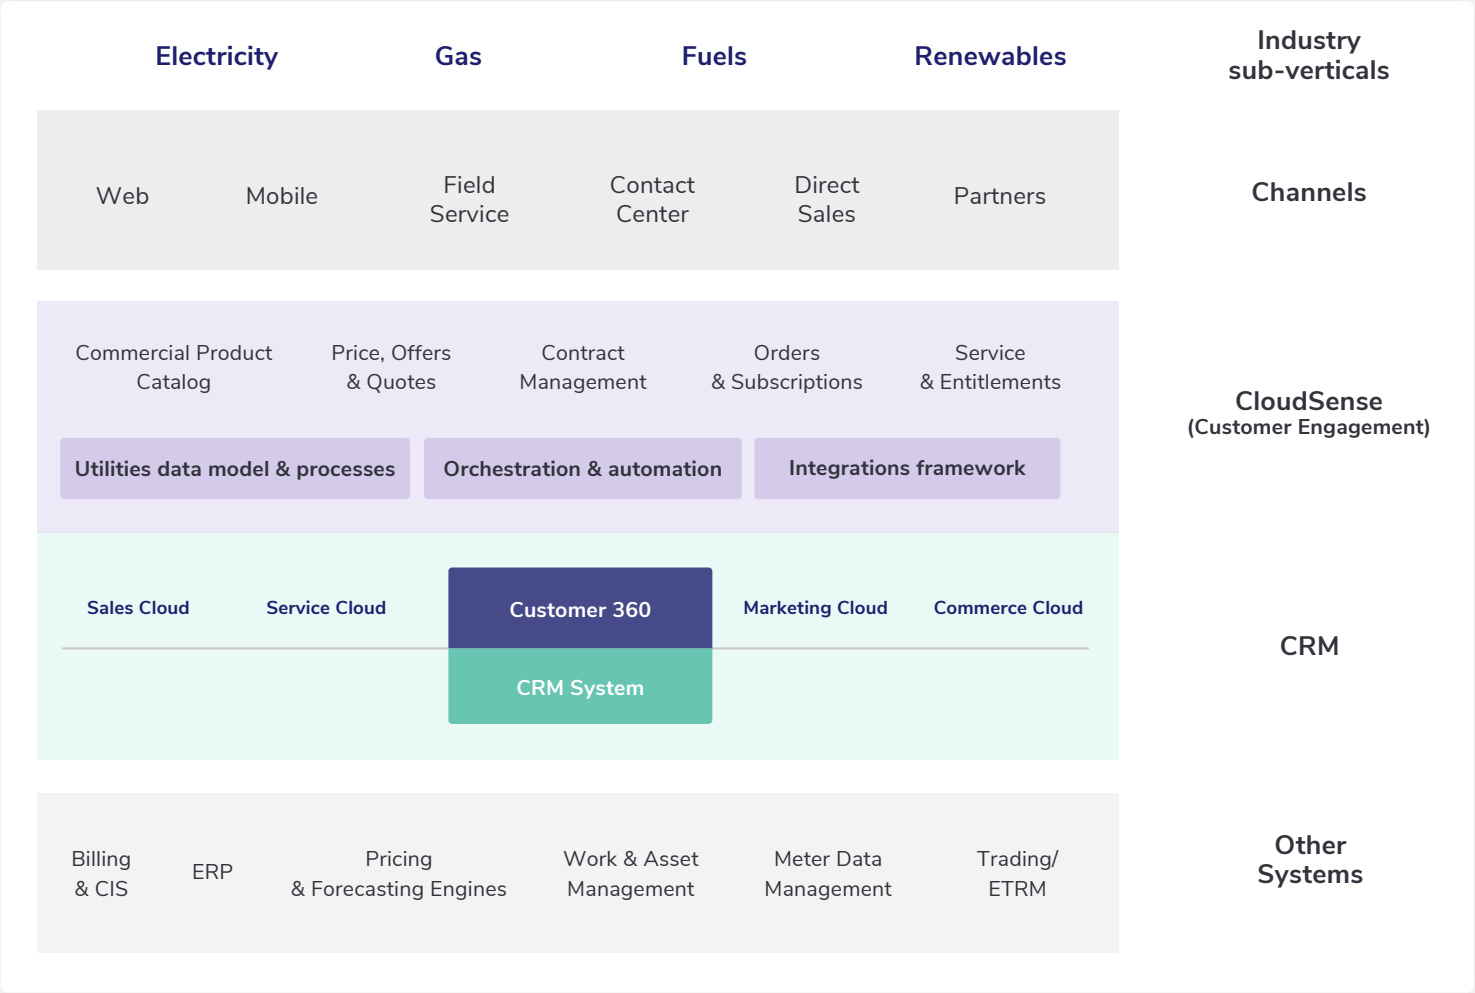 Electricity
Gas
Fuels
Renewables
Industry
sub-verticals
Web
Mobile
Field
Service
Contact
Center
Direct
Sales
Partners
Channels
Commercial Product
Catalog
Price, Offers
& Quotes
Contract
Management
Orders
& Subscriptions
Service
& Entitlements
Utilities data model & processes
Orchestration & automation
Integrations framework
CloudSense
(Customer Engagement)
Sales Cloud
Service Cloud
Customer 360
Marketing Cloud
Commerce Cloud
CRM System
CRM
Billing
& CIS
ERP
Pricing
& Forecasting Engines
Work & Asset
Management
Meter Data
Management
Trading/
ETRM
Other
Systems